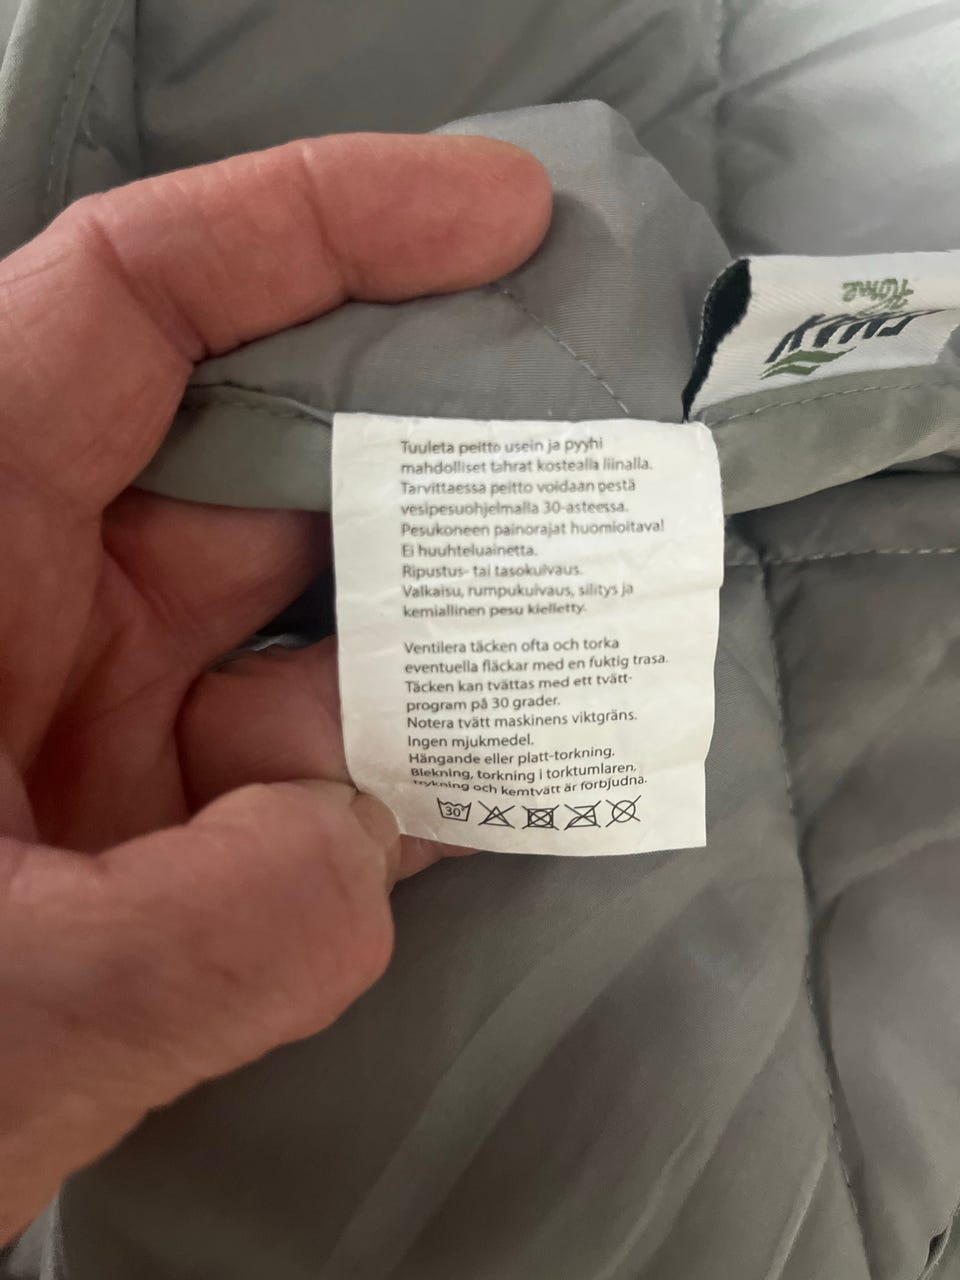 Tuuleta peitto usein ja pyyhi
mahdolliset tahrat kostealla liinalla.
Tarvittaessa peitto voidaan pestä
vesipesuohjelmalla 30-asteessa.
Pesukoneen painorajat huomioitava!
Ei huuhteluainetta.
Ripustus- tai tasokuivaus.
Valkaisu, rumpukuivaus, silitys ja
kemiallinen pesu kielletty.
Ventilera täcken ofta och torka
eventuella fläckar med en fuktig trasa.
Täcken kan tvättas med ett tvätt-
program på 30 grader.
Notera tvätt maskinens viktgräns.
Ingen mjukmedel.
Hängande eller platt-torkning.
Blekning, torkning i torktumlaren,
och kemtvätt är förbjudna.
30°